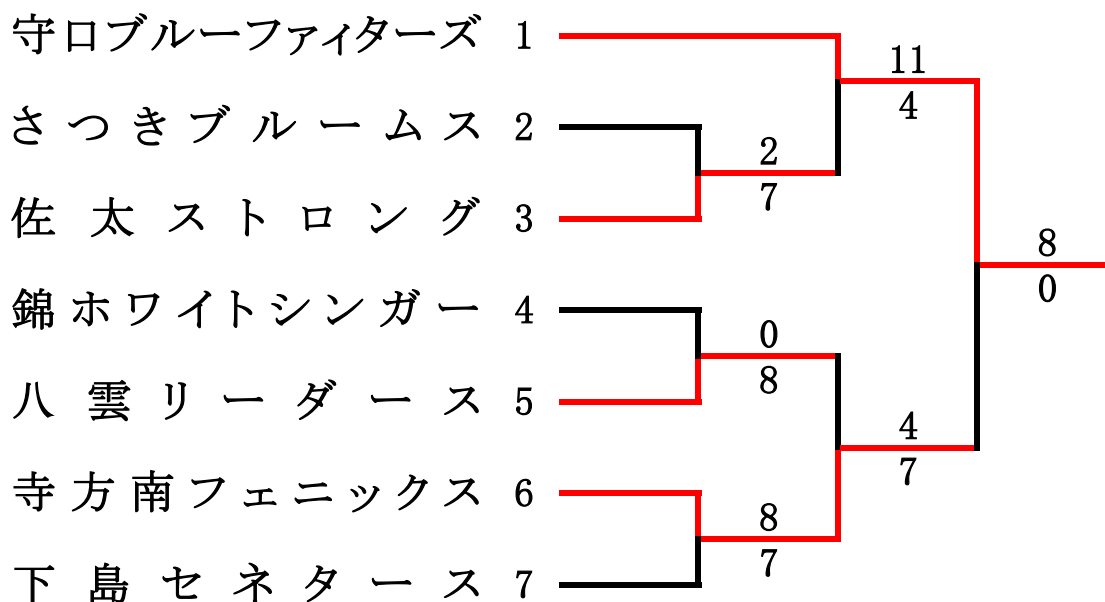 守口ブルーファイターズ 1
11
4
さつきブルームス 2
2
7
佐太ストロング 3
8
0
錦ホワイトシンガー 4
0
8
八雲リーダース 5
4
7
寺方南フェニックス 6
8
7
下島セネタース 7